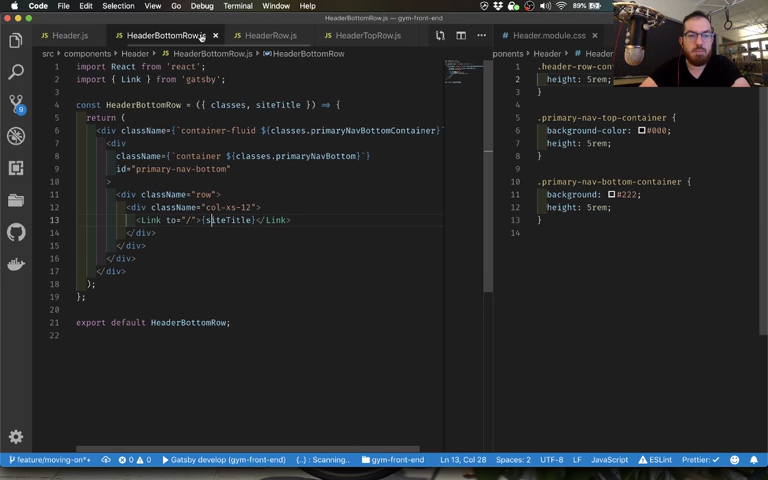 Code File Edit Selection View Go Debug Terminal Window Help 89%
HeaderBottomRow.js — gym-front-end
Header.js HeaderBottomRow.js × HeaderRow.js HeaderTopRow.js Header.module.css ×
src › components › Header › HeaderBottomRow.js › HeaderBottomRow
ponents › Header › Header
1 import React from 'react';
2 import { Link } from 'gatsby';
3
4 const HeaderBottomRow = ({ classes, siteTitle }) => {
5 return (
6 <div className={`container-fluid ${classes.primaryNavBottomContainer}`
7 <div
8 className={`container ${classes.primaryNavBottom}`}
9 id="primary-nav-bottom"
10 >
11 <div className="row">
12 <div className="col-xs-12">
13 <Link to="/">{siteTitle}</Link>
14 </div>
15 </div>
16 </div>
17 </div>
18 );
19 };
20
21 export default HeaderBottomRow;
22
1 .header-row-con
2 height: 5rem;
3 }
4
5 .primary-nav-top-container {
6 background-color: #000;
7 height: 5rem;
8 }
9
10 .primary-nav-bottom-container {
11 background: #222;
12 height: 5rem;
13 }
14
9
feature/moving-on*+ 0 0 Gatsby develop (gym-front-end) {..} : Scanning.. gym-front-end Ln 13, Col 28 Spaces: 2 UTF-8 LF JavaScript ESLint Prettier: ✓